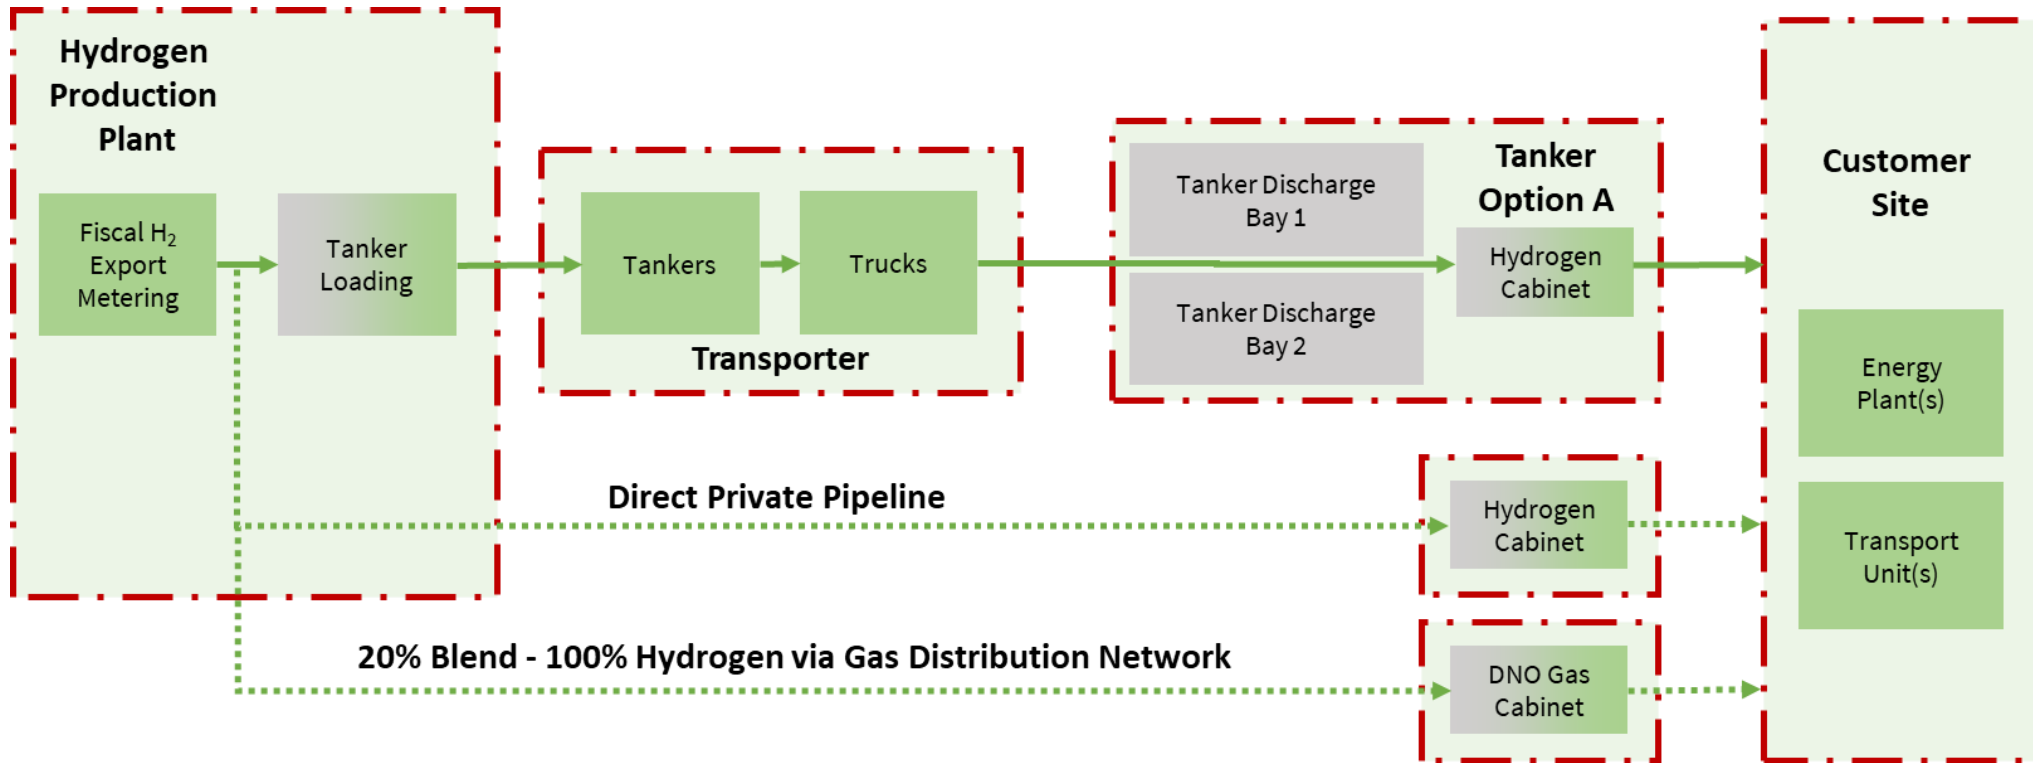 Hydrogen
Production
Plant
Fiscal H₂
Export
Metering
Tanker
Loading
Tankers
Trucks
Transporter
Tanker Discharge
Bay 1
Tanker Discharge
Bay 2
Tanker
Option A
Hydrogen
Cabinet
Customer
Site
Energy
Plant(s)
Transport
Unit(s)
Direct Private Pipeline
Hydrogen
Cabinet
20% Blend - 100% Hydrogen via Gas Distribution Network
DNO Gas
Cabinet